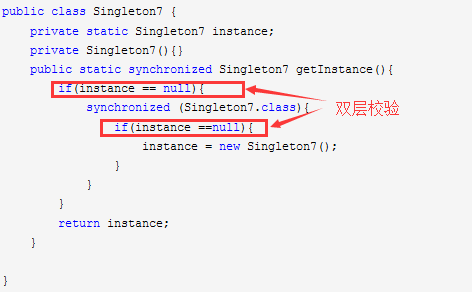 public class Singleton7 {
    private static Singleton7 instance;
    private Singleton7(){}
    public static synchronized Singleton7 getInstance(){
        if(instance == null){
            synchronized (Singleton7.class){
                if(instance ==null){
                    instance = new Singleton7();
                }
            }
        }
        return instance;
    }
}
双层校验